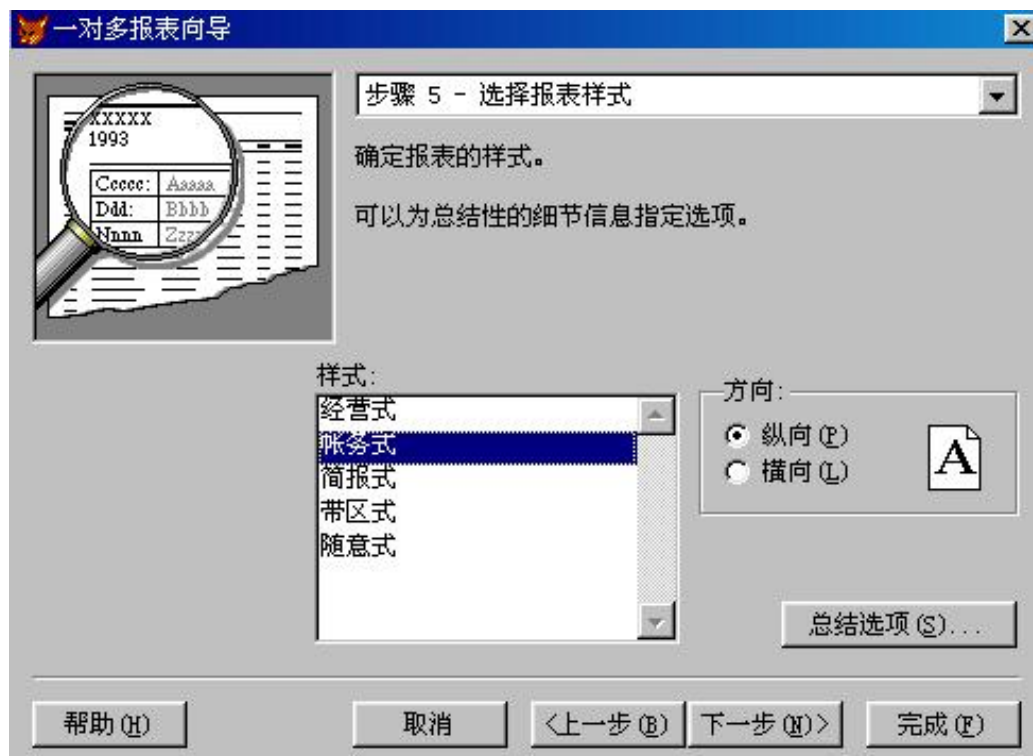 一对多报表向导
步骤 5 - 选择报表样式
XXXXX
1993
Ccccc: Aaaaa
Ddd: Bbbb
Nnnn Zzzz
确定报表的样式。
可以为总结性的细节信息指定选项。
样式:
经营式
帐务式
简报式
带区式
随意式
方向:
纵向(P)
横向(L)
A
总结选项(S)...
帮助(H)
取消
<上一步(B)
下一步(N)>
完成(F)